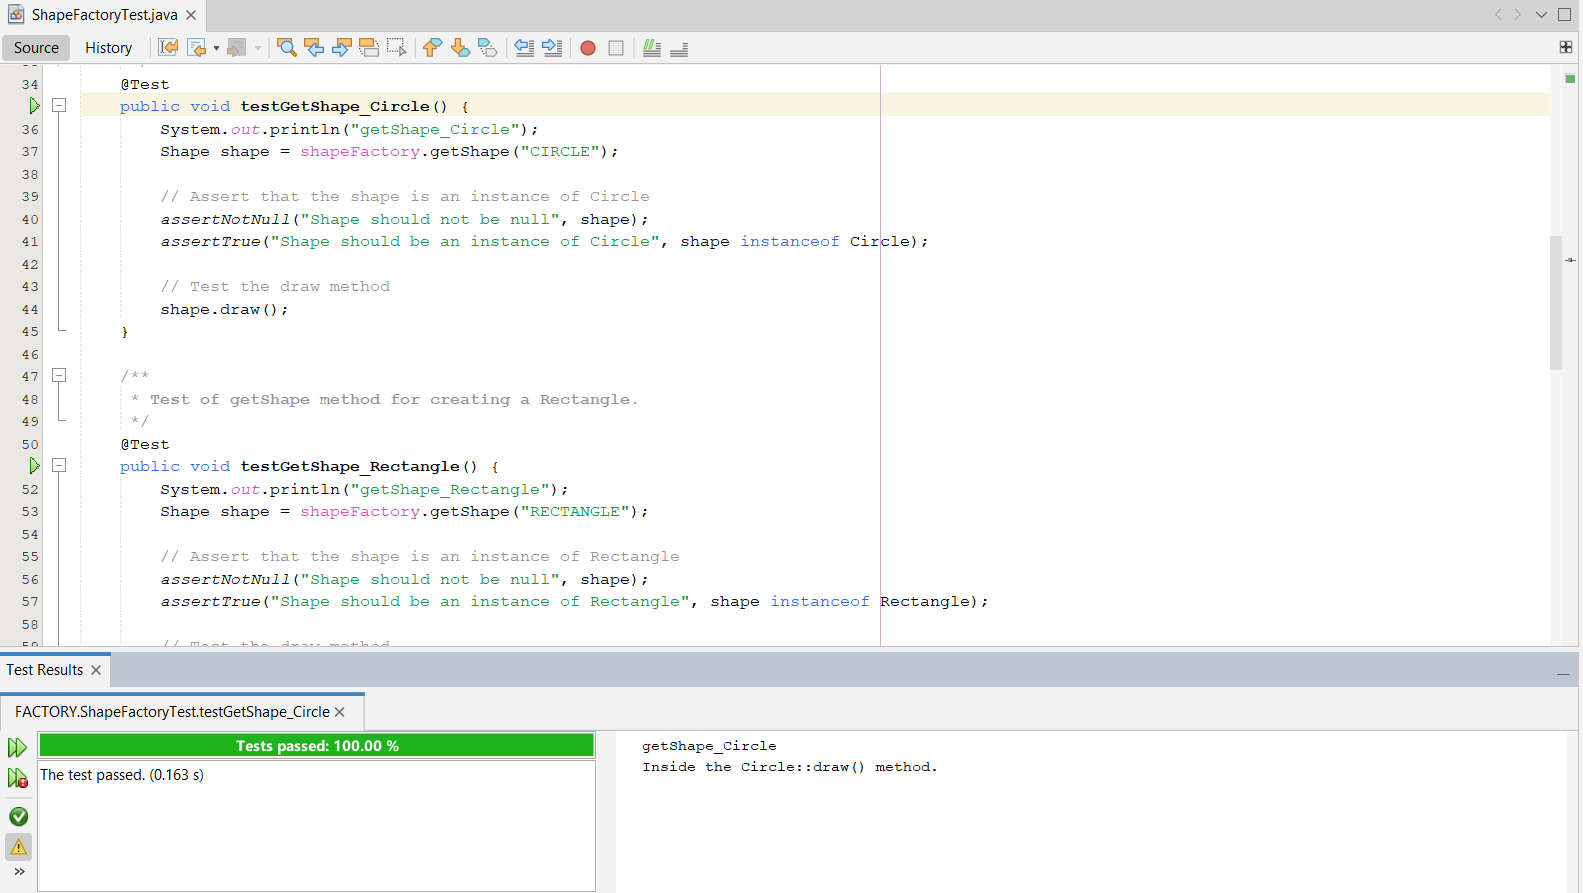 ShapeFactoryTest.java
Source History
34 @Test
public void testGetShape_Circle() {
36 System.out.println("getShape_Circle");
37 Shape shape = shapeFactory.getShape("CIRCLE");
38
39 // Assert that the shape is an instance of Circle
40 assertNotNull("Shape should not be null", shape);
41 assertTrue("Shape should be an instance of Circle", shape instanceof Circle);
42
43 // Test the draw method
44 shape.draw();
45 }
46
47 /**
48 * Test of getShape method for creating a Rectangle.
49 */
50 @Test
public void testGetShape_Rectangle() {
52 System.out.println("getShape_Rectangle");
53 Shape shape = shapeFactory.getShape("RECTANGLE");
54
55 // Assert that the shape is an instance of Rectangle
56 assertNotNull("Shape should not be null", shape);
57 assertTrue("Shape should be an instance of Rectangle", shape instanceof Rectangle);
58
59 // Test the draw method
Test Results
FACTORY.ShapeFactoryTest.testGetShape_Circle
Tests passed: 100.00 %
The test passed. (0.163 s)
getShape_Circle
Inside the Circle::draw() method.